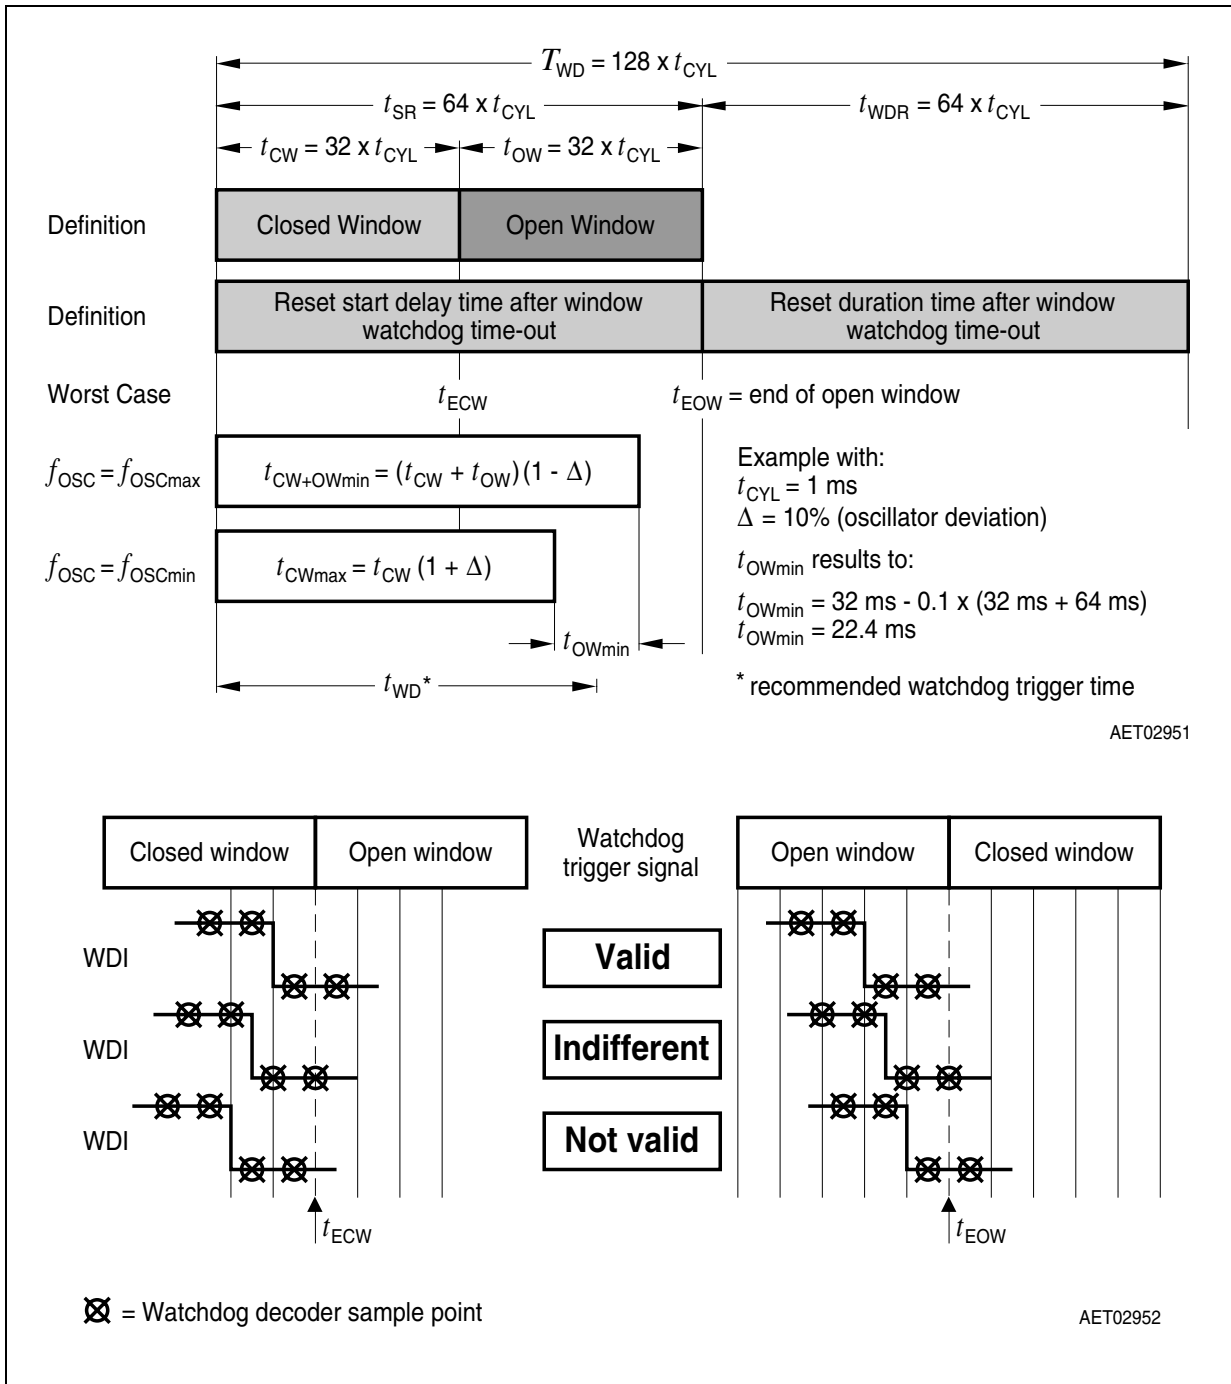 T_WD = 128 x t_CYL
t_SR = 64 x t_CYL t_WDR = 64 x t_CYL
t_CW = 32 x t_CYL t_OW = 32 x t_CYL
Definition Closed Window Open Window
Definition
Reset start delay time after window
watchdog time-out
Reset duration time after window
watchdog time-out
Worst Case t_ECW t_EOW = end of open window
f_OSC = f_OSCmax t_CW+OWmin = (t_CW + t_OW)(1 - Δ)
f_OSC = f_OSCmin t_CWmax = t_CW (1 + Δ)
t_OWmin
t_WD*
Example with:
t_CYL = 1 ms
Δ = 10% (oscillator deviation)
t_OWmin results to:
t_OWmin = 32 ms - 0.1 x (32 ms + 64 ms)
t_OWmin = 22.4 ms
* recommended watchdog trigger time
AET02951
Closed window Open window
Watchdog
trigger signal
Open window Closed window
WDI Valid
WDI Indifferent
WDI Not valid
t_ECW t_EOW
= Watchdog decoder sample point
AET02952